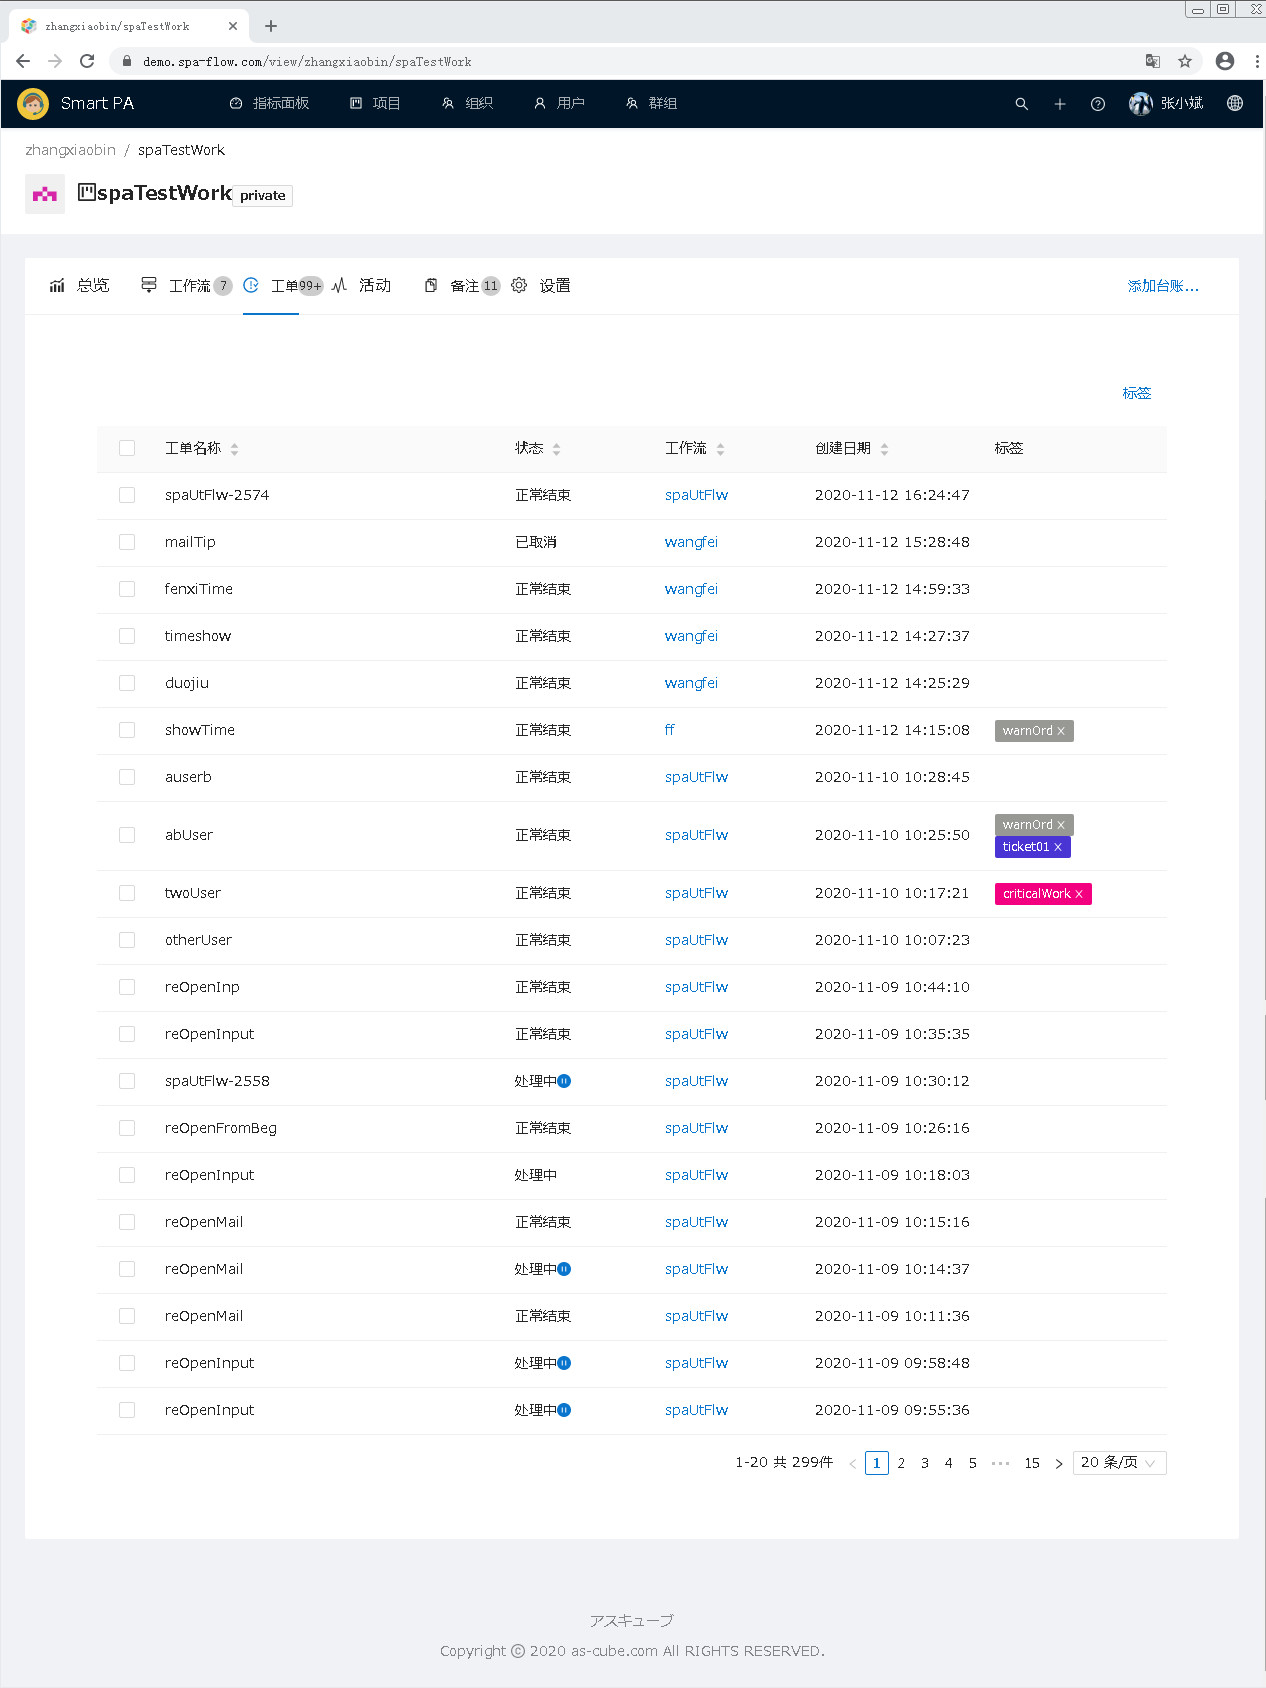 zhangxiaobin/spaTestWork
demo.spa-flow.com/view/zhangxiaobin/spaTestWork
Smart PA 指标面板 项目 组织 用户 群组 张小斌
zhangxiaobin / spaTestWork
spaTestWork private
总览 工作流 7 工单 99+ 活动 备注 11 设置 添加台账...
标签
工单名称 状态 工作流 创建日期 标签
spaUtFlw-2574 正常结束 spaUtFlw 2020-11-12 16:24:47
mailTip 已取消 wangfei 2020-11-12 15:28:48
fenxiTime 正常结束 wangfei 2020-11-12 14:59:33
timeshow 正常结束 wangfei 2020-11-12 14:27:37
duojiu 正常结束 wangfei 2020-11-12 14:25:29
showTime 正常结束 ff 2020-11-12 14:15:08 warnOrd
auserb 正常结束 spaUtFlw 2020-11-10 10:28:45
abUser 正常结束 spaUtFlw 2020-11-10 10:25:50 warnOrd
ticket01
twoUser 正常结束 spaUtFlw 2020-11-10 10:17:21 criticalWork
otherUser 正常结束 spaUtFlw 2020-11-10 10:07:23
reOpenInp 正常结束 spaUtFlw 2020-11-09 10:44:10
reOpenInput 正常结束 spaUtFlw 2020-11-09 10:35:35
spaUtFlw-2558 处理中 spaUtFlw 2020-11-09 10:30:12
reOpenFromBeg 正常结束 spaUtFlw 2020-11-09 10:26:16
reOpenInput 处理中 spaUtFlw 2020-11-09 10:18:03
reOpenMail 正常结束 spaUtFlw 2020-11-09 10:15:16
reOpenMail 处理中 spaUtFlw 2020-11-09 10:14:37
reOpenMail 正常结束 spaUtFlw 2020-11-09 10:11:36
reOpenInput 处理中 spaUtFlw 2020-11-09 09:58:48
reOpenInput 处理中 spaUtFlw 2020-11-09 09:55:36
1-20 共 299件 < 1 2 3 4 5 ••• 15 > 20 条/页
アスキューブ
Copyright © 2020 as-cube.com All RIGHTS RESERVED.